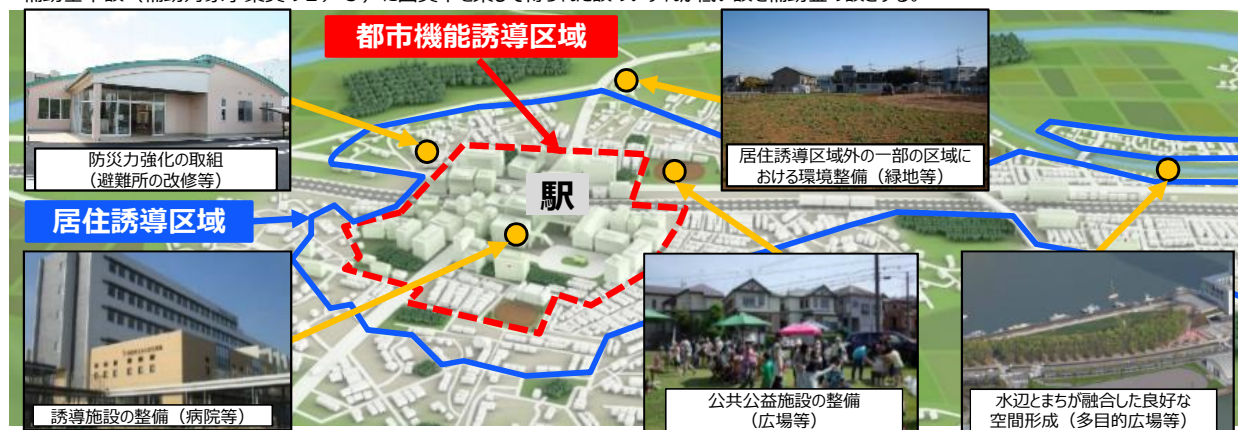 都市機能誘導区域
防災力強化の取組
（避難所の改修等）
居住誘導区域外の一部の区域に
おける環境整備（緑地等）
駅
居住誘導区域
誘導施設の整備（病院等）
公共公益施設の整備
（広場等）
水辺とまちが融合した良好な
空間形成（多目的広場等）